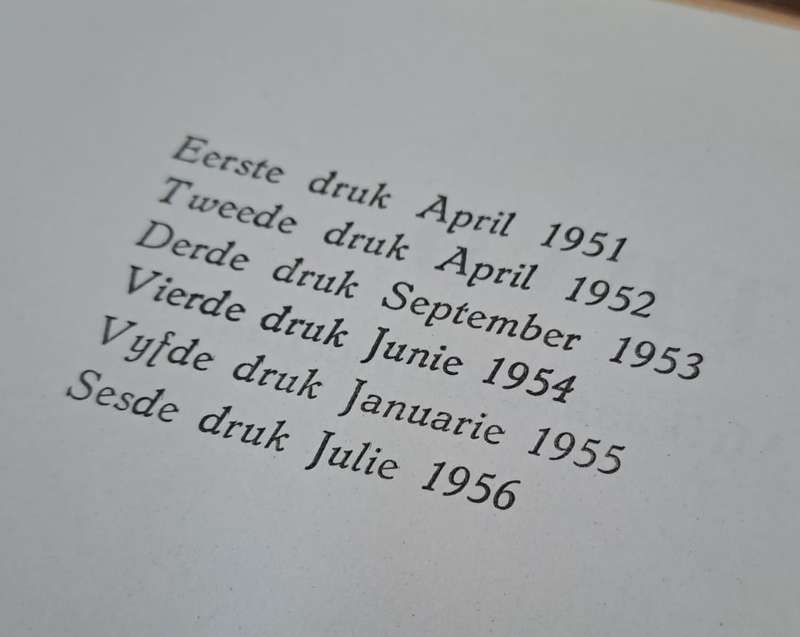 Eerste druk April 1951
Tweede druk April 1952
Derde druk September 1953
Vierde druk Junie 1954
Vyfde druk Januarie 1955
Sesde druk Julie 1956